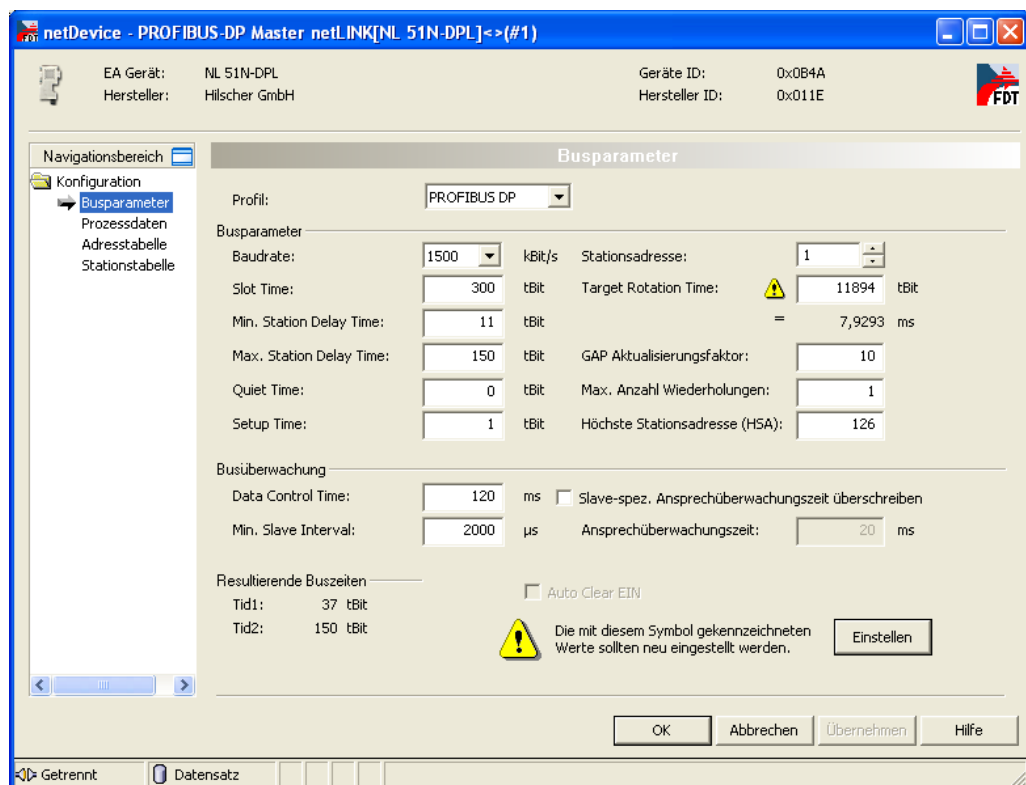 netDevice - PROFIBUS-DP Master netLINK[NL 51N-DPL]<>(#1)
EA Gerät: NL 51N-DPL Geräte ID: 0x0B4A
Hersteller: Hilscher GmbH Hersteller ID: 0x011E
FDT
Navigationsbereich
Konfiguration
Busparameter
Prozessdaten
Adresstabelle
Stationstabelle
Busparameter
Profil: PROFIBUS DP
Busparameter
Baudrate: 1500 kBit/s Stationsadresse: 1
Slot Time: 300 tBit Target Rotation Time: 11894 tBit
Min. Station Delay Time: 11 tBit = 7,9293 ms
Max. Station Delay Time: 150 tBit GAP Aktualisierungsfaktor: 10
Quiet Time: 0 tBit Max. Anzahl Wiederholungen: 1
Setup Time: 1 tBit Höchste Stationsadresse (HSA): 126
Busüberwachung
Data Control Time: 120 ms Slave-spez. Ansprechüberwachungszeit überschreiben
Min. Slave Interval: 2000 µs Ansprechüberwachungszeit: 20 ms
Resultierende Buszeiten
Auto Clear EIN
Tid1: 37 tBit
Tid2: 150 tBit
Die mit diesem Symbol gekennzeichneten
Werte sollten neu eingestellt werden.
Einstellen
OK Abbrechen Übernehmen Hilfe
Getrennt Datensatz